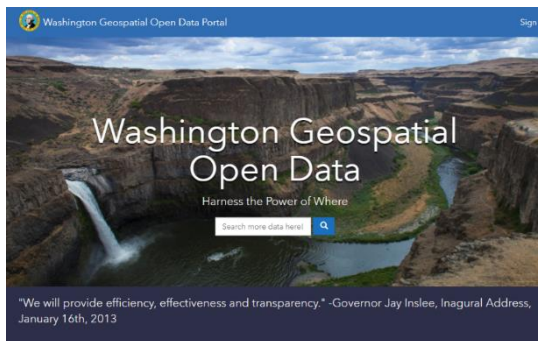 Washington Geospatial Open Data Portal
Sign
Washington Geospatial
Open Data
Harness the Power of Where
Search more data here!
"We will provide efficiency, effectiveness and transparency." -Governor Jay Inslee, Inagural Address,
January 16th, 2013